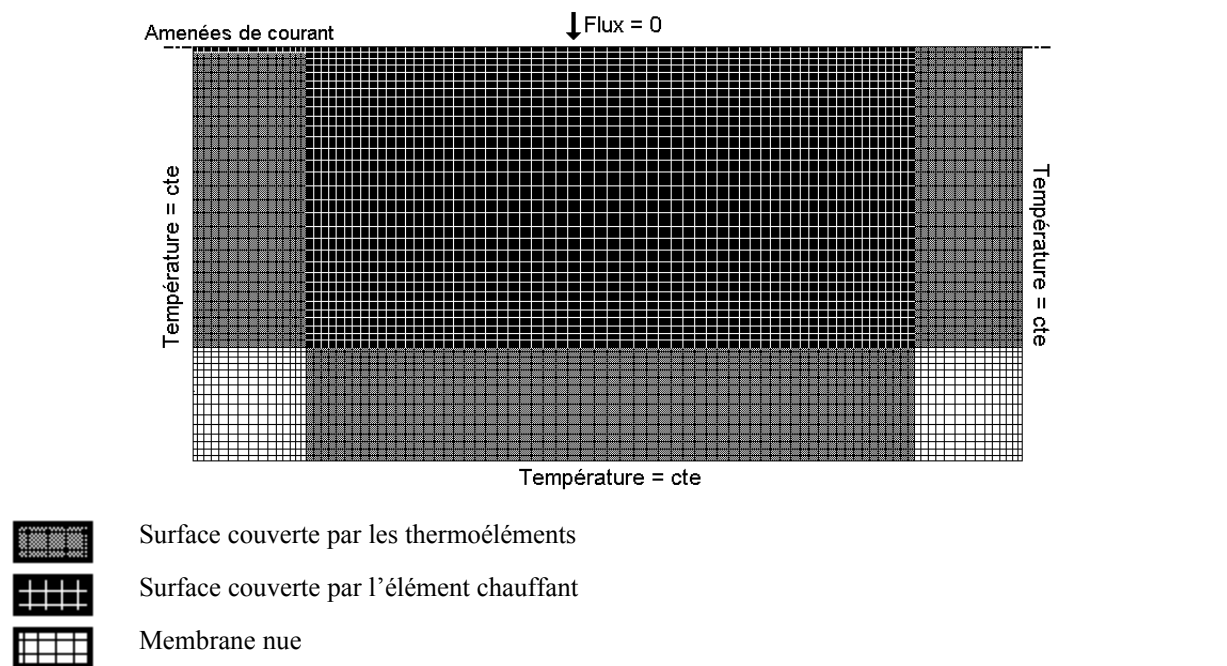 Flux = 0
Amenées de courant
Température = cte
Température = cte
Température = cte
Surface couverte par les thermoéléments
Surface couverte par l'élément chauffant
Membrane nue